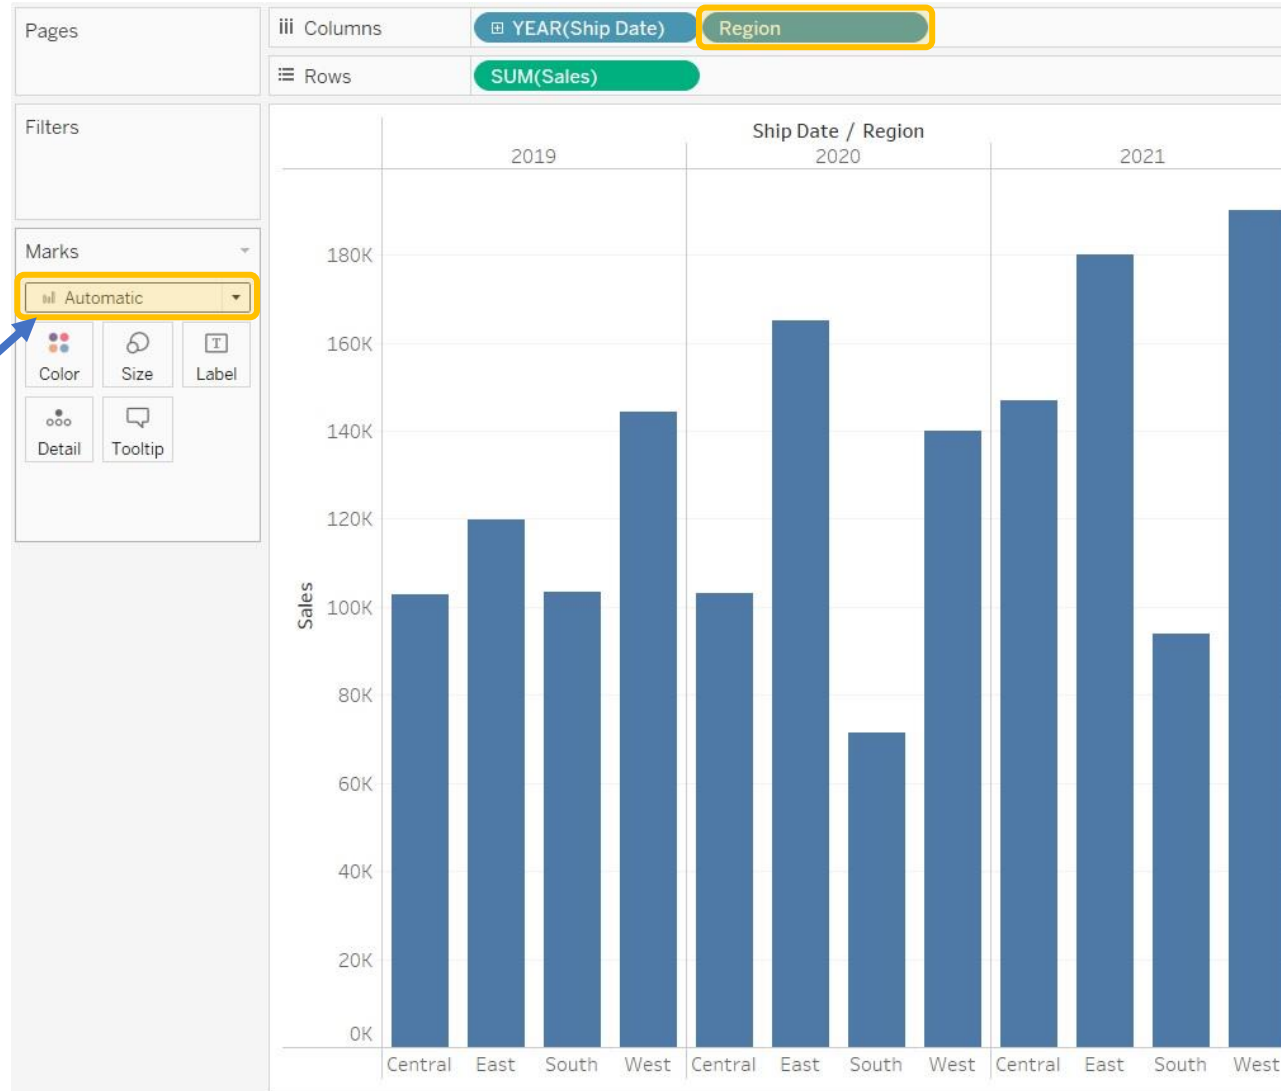 Pages
Columns
YEAR(Ship Date)
Region
Rows
SUM(Sales)
Filters
Marks
Automatic
Color
Size
T
Label
Detail
Tooltip
Ship Date / Region
2019
2020
2021
Sales
180K
160K
140K
120K
100K
80K
60K
40K
20K
0K
Central East South West Central East South West Central East South West